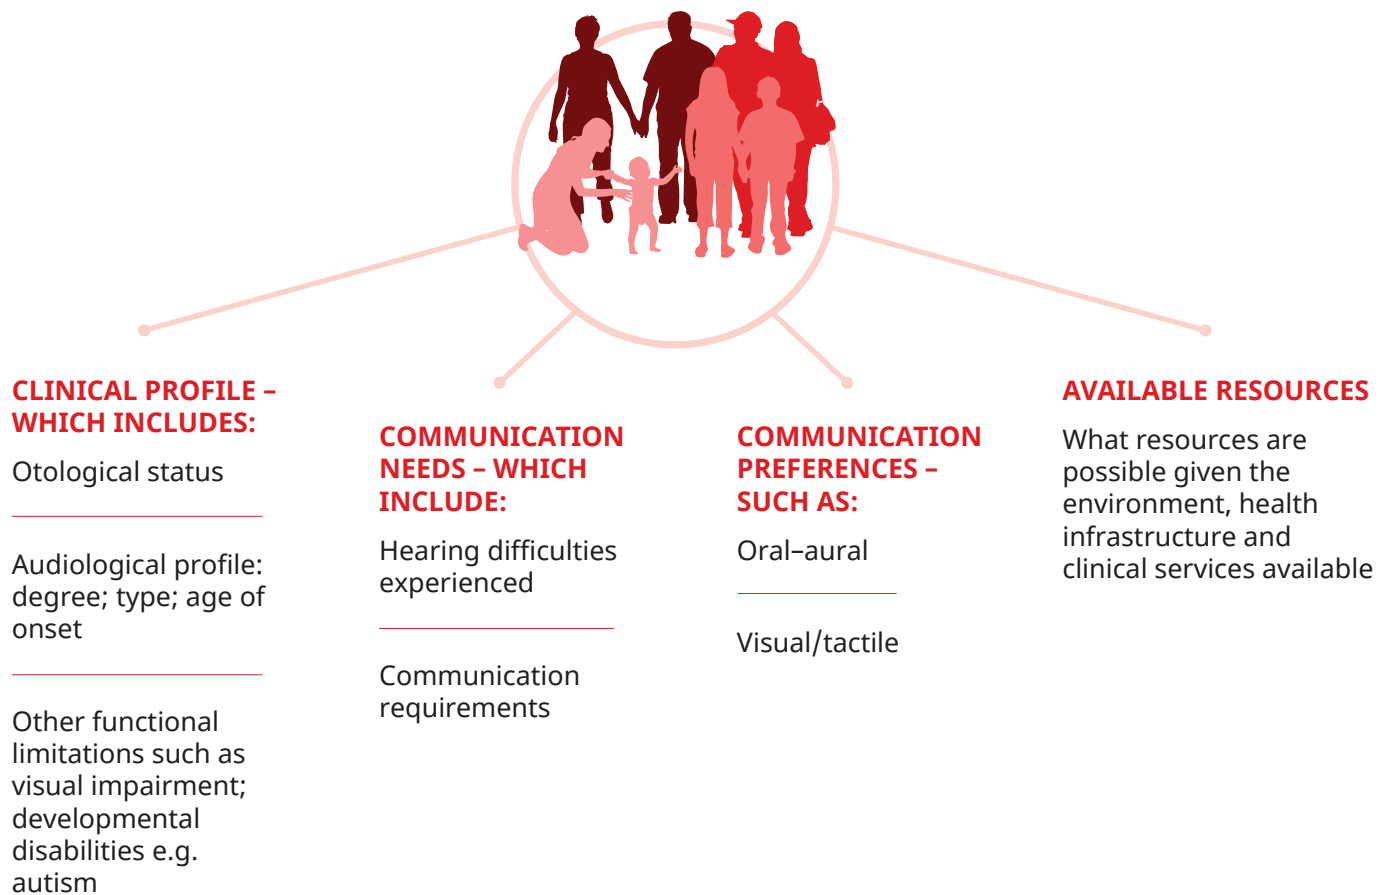 CLINICAL PROFILE –
WHICH INCLUDES:
Otological status
Audiological profile:
degree; type; age of
onset
Other functional
limitations such as
visual impairment;
developmental
disabilities e.g.
autism
COMMUNICATION
NEEDS – WHICH
INCLUDE:
Hearing difficulties
experienced
Communication
requirements
COMMUNICATION
PREFERENCES –
SUCH AS:
Oral–aural
Visual/tactile
AVAILABLE RESOURCES
What resources are
possible given the
environment, health
infrastructure and
clinical services available